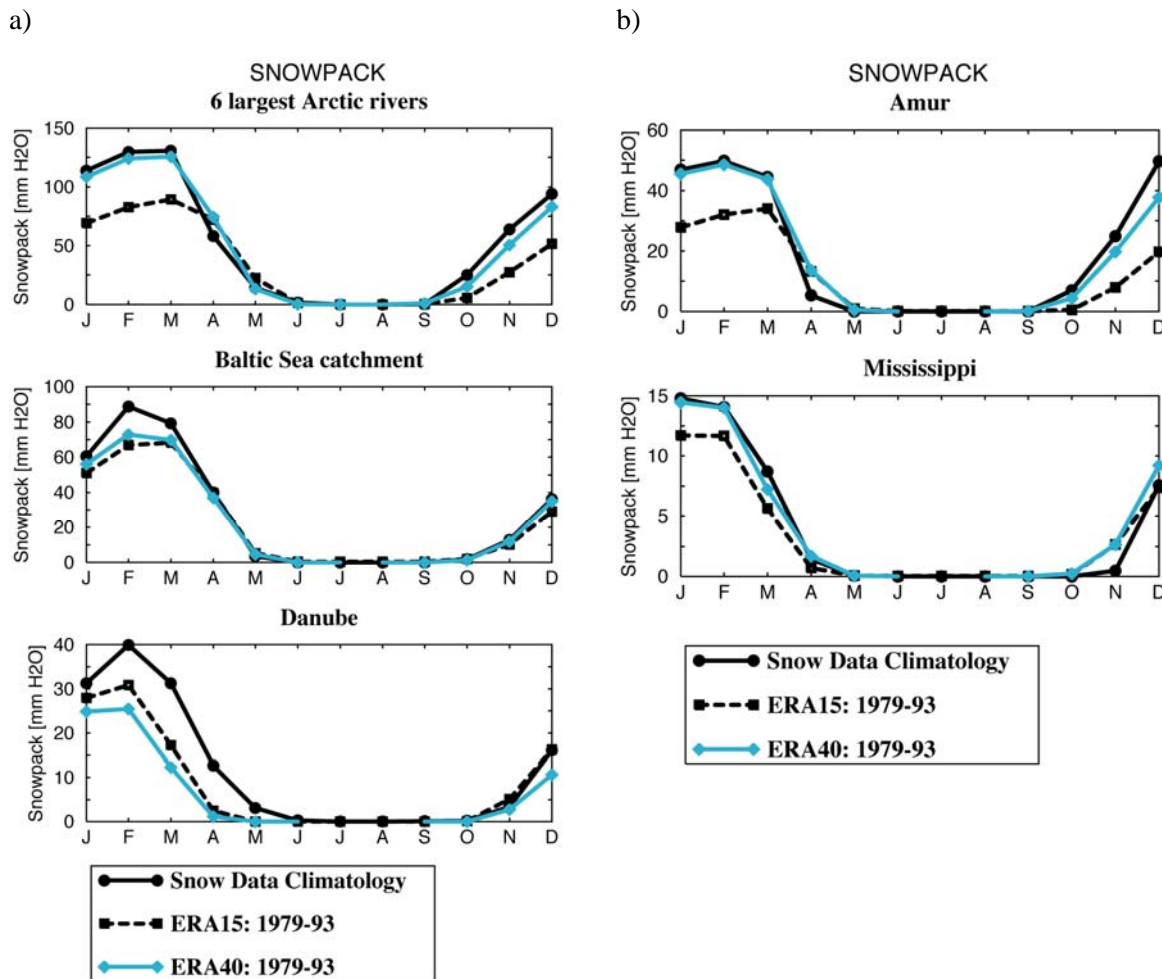 a)
SNOWPACK
6 largest Arctic rivers
Snowpack [mm H2O]
150
100
50
0
J F M A M J J A S O N D
Baltic Sea catchment
Snowpack [mm H2O]
100
80
60
40
20
0
J F M A M J J A S O N D
Danube
Snowpack [mm H2O]
40
30
20
10
0
J F M A M J J A S O N D
Snow Data Climatology
ERA15: 1979-93
ERA40: 1979-93
b)
SNOWPACK
Amur
Snowpack [mm H2O]
60
40
20
0
J F M A M J J A S O N D
Mississippi
Snowpack [mm H2O]
15
10
5
0
J F M A M J J A S O N D
Snow Data Climatology
ERA15: 1979-93
ERA40: 1979-93